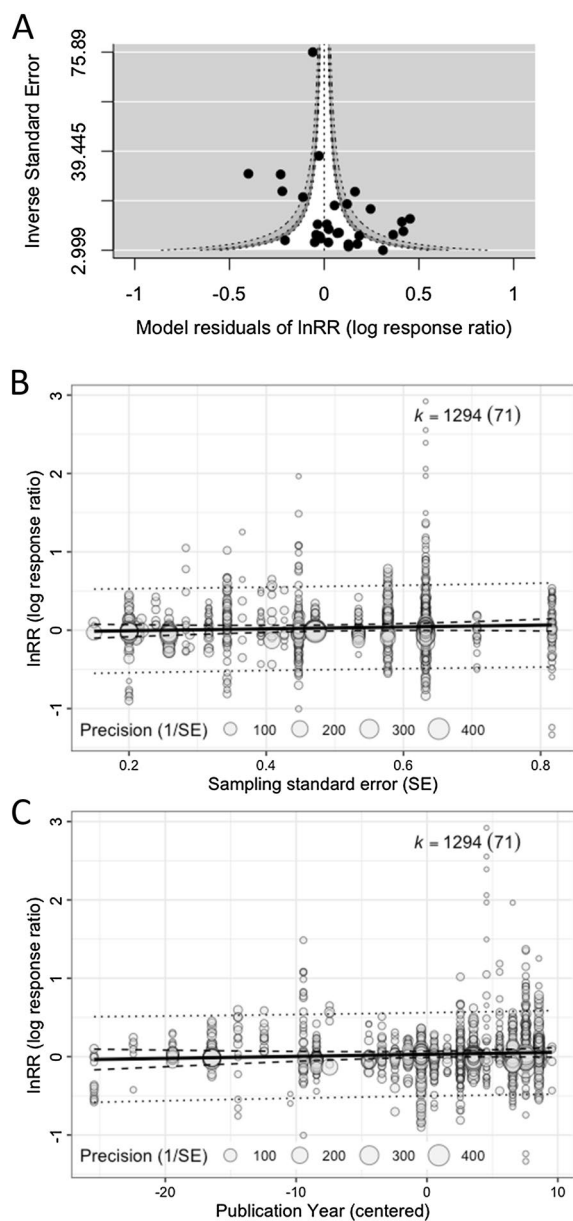 A
Inverse Standard Error
75.89
39.445
2.999
-1
-0.5
0
0.5
1
Model residuals of lnRR (log response ratio)
B
lnRR (log response ratio)
3
2
1
0
-1
k = 1294 (71)
Precision (1/SE) 100 200 300 400
0.2
0.4
0.6
0.8
Sampling standard error (SE)
C
lnRR (log response ratio)
3
2
1
0
-1
k = 1294 (71)
Precision (1/SE) 100 200 300 400
-20
-10
0
10
Publication Year (centered)